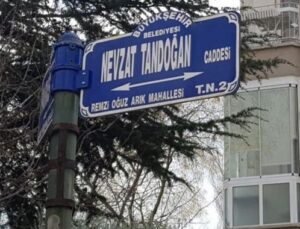 BÜYÜKŞEHİR
BELEDİYESİ
NEVZAT TANDOĞAN
CADDESİ
REMZİ OĞUZ ARIK MAHALLESİ
T.N.2